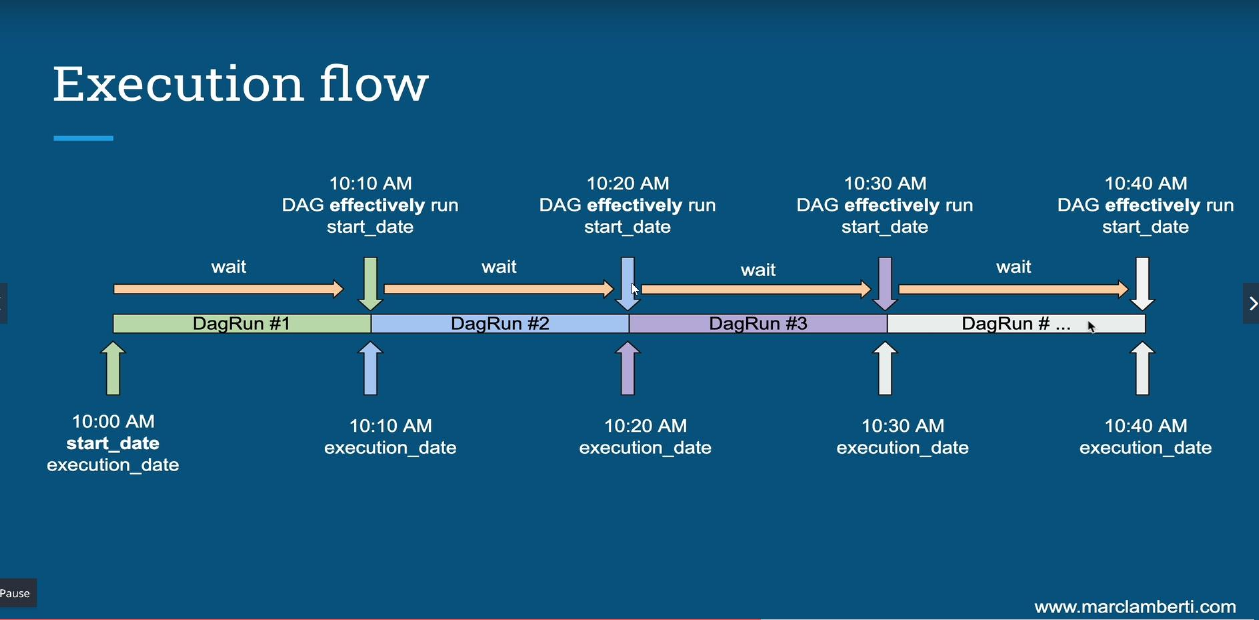 Execution flow
10:10 AM
DAG effectively run
start_date
10:20 AM
DAG effectively run
start_date
10:30 AM
DAG effectively run
start_date
10:40 AM
DAG effectively run
start_date
wait
wait
wait
wait
DagRun #1
DagRun #2
DagRun #3
DagRun # ...
10:00 AM
start_date
execution_date
10:10 AM
execution_date
10:20 AM
execution_date
10:30 AM
execution_date
10:40 AM
execution_date
Pause
www.marclamberti.com